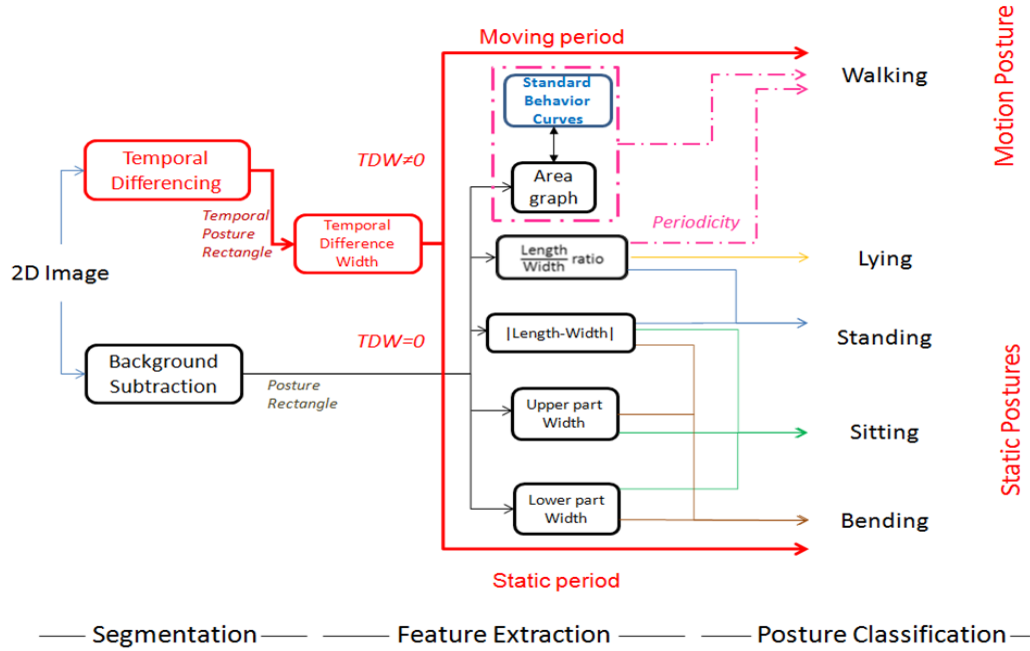 Moving period
Motion Posture
Walking
Standard
Behavior
Curves
Temporal
Differencing
TDW≠0
Area
graph
Temporal
Posture
Rectangle
Temporal
Difference
Width
Periodicity
2D Image
Length
Width ratio
Lying
|Length-Width|
Standing
TDW=0
Background
Subtraction
Posture
Rectangle
Upper part
Width
Sitting
Static Postures
Lower part
Width
Bending
Static period
Segmentation
Feature Extraction
Posture Classification